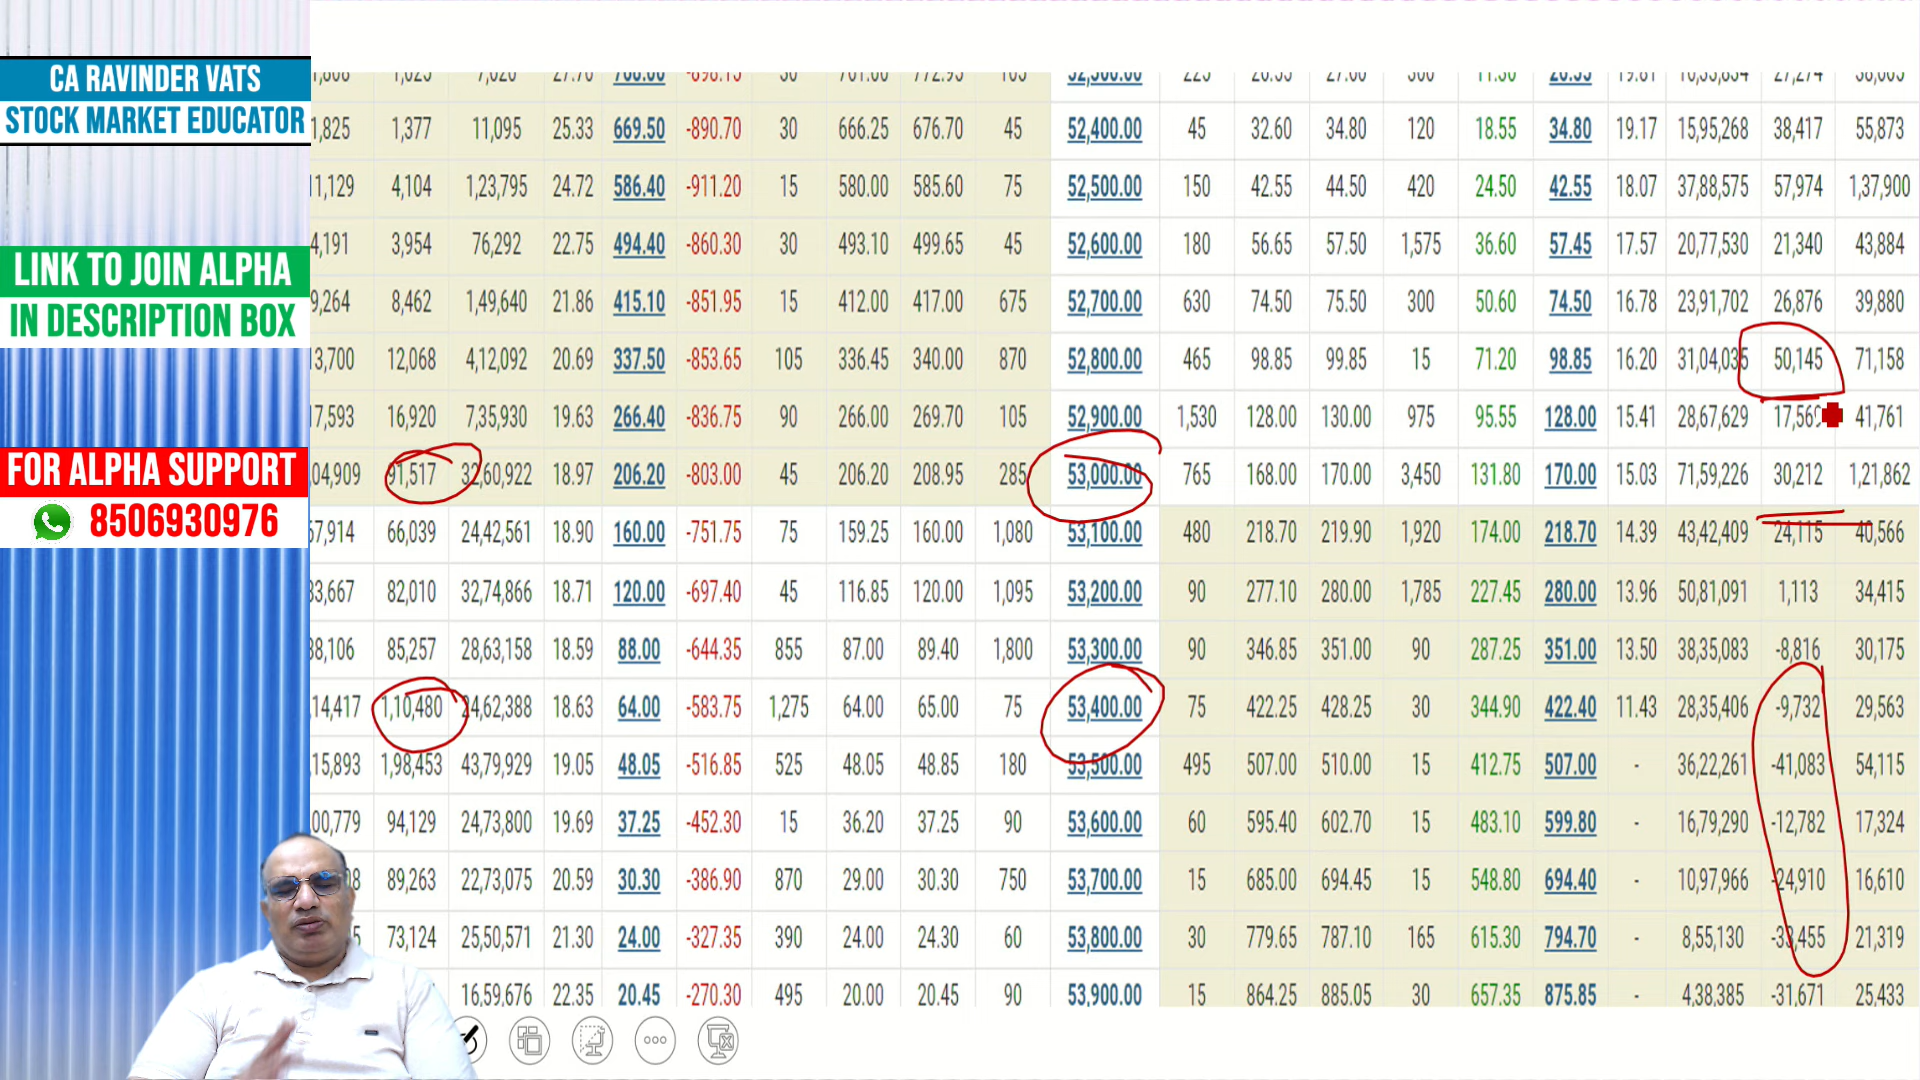 CA RAVINDER VATS
STOCK MARKET EDUCATOR
LINK TO JOIN ALPHA
IN DESCRIPTION BOX
FOR ALPHA SUPPORT
8506930976
1,825 1,377 11,095 25.33 669.50 -890.70 30 666.25 676.70 45 52,400.00 45 32.60 34.80 120 18.55 34.80 19.17 15,95,268 38,417 55,873
11,129 4,104 1,23,795 24.72 586.40 -911.20 15 580.00 585.60 75 52,500.00 150 42.55 44.50 420 24.50 42.55 18.07 37,88,575 57,974 1,37,900
4,191 3,954 76,292 22.75 494.40 -860.30 30 493.10 499.65 45 52,600.00 180 56.65 57.50 1,575 36.60 57.45 17.57 20,77,530 21,340 43,884
9,264 8,462 1,49,640 21.86 415.10 -851.95 15 412.00 417.00 675 52,700.00 630 74.50 75.50 300 50.60 74.50 16.78 23,91,702 26,876 39,880
13,700 12,068 4,12,092 20.69 337.50 -853.65 105 336.45 340.00 870 52,800.00 465 98.85 99.85 15 71.20 98.85 16.20 31,04,035 50,145 71,158
17,593 16,920 7,35,930 19.63 266.40 -836.75 90 266.00 269.70 105 52,900.00 1,530 128.00 130.00 975 95.55 128.00 15.41 28,67,629 17,569 41,761
04,909 91,517 32,60,922 18.97 206.20 -803.00 45 206.20 208.95 285 53,000.00 765 168.00 170.00 3,450 131.80 170.00 15.03 71,59,226 30,212 1,21,862
57,914 66,039 24,42,561 18.90 160.00 -751.75 75 159.25 160.00 1,080 53,100.00 480 218.70 219.90 1,920 174.00 218.70 14.39 43,42,409 24,115 40,566
33,667 82,010 32,74,866 18.71 120.00 -697.40 45 116.85 120.00 1,095 53,200.00 90 277.10 280.00 1,785 227.45 280.00 13.96 50,81,091 1,113 34,415
38,106 85,257 28,63,158 18.59 88.00 -644.35 855 87.00 89.40 1,800 53,300.00 90 346.85 351.00 90 287.25 351.00 13.50 38,35,083 -8,816 30,175
,14,417 1,10,480 24,62,388 18.63 64.00 -583.75 1,275 64.00 65.00 75 53,400.00 75 422.25 428.25 30 344.90 422.40 11.43 28,35,406 -9,732 29,563
,15,893 1,98,453 43,79,929 19.05 48.05 -516.85 525 48.05 48.85 180 53,500.00 495 507.00 510.00 15 412.75 507.00 - 36,22,261 -41,083 54,115
00,779 94,129 24,73,800 19.69 37.25 -452.30 15 36.20 37.25 90 53,600.00 60 595.40 602.70 15 483.10 599.80 - 16,79,290 -12,782 17,324
89,263 22,73,075 20.59 30.30 -386.90 870 29.00 30.30 750 53,700.00 15 685.00 694.45 15 548.80 694.40 - 10,97,966 -24,910 16,610
73,124 25,50,571 21.30 24.00 -327.35 390 24.00 24.30 60 53,800.00 30 779.65 787.10 165 615.30 794.70 - 8,55,130 -33,455 21,319
16,59,676 22.35 20.45 -270.30 495 20.00 20.45 90 53,900.00 15 864.25 885.05 30 657.35 875.85 - 4,38,385 -31,671 25,433